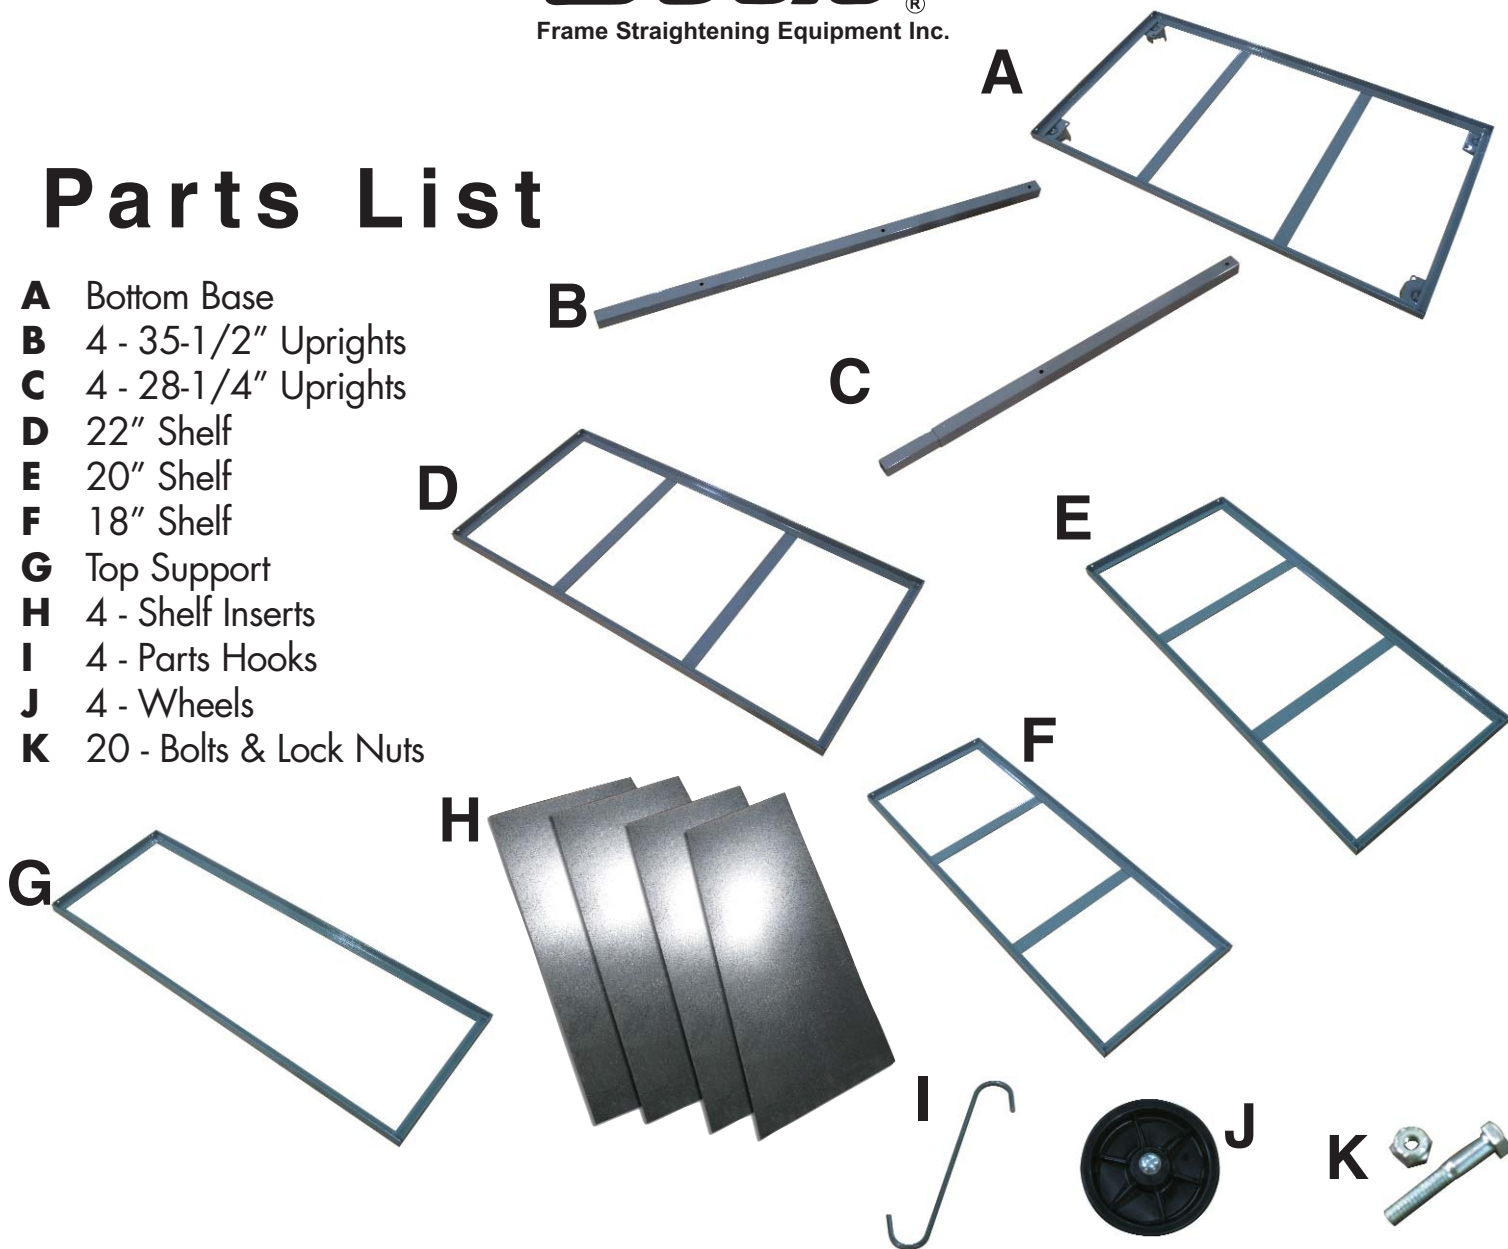 ®
Frame Straightening Equipment Inc.
Parts List
A Bottom Base
B 4 - 35-1/2” Uprights
C 4 - 28-1/4” Uprights
D 22” Shelf
E 20” Shelf
F 18” Shelf
G Top Support
H 4 - Shelf Inserts
I 4 - Parts Hooks
J 4 - Wheels
K 20 - Bolts & Lock Nuts
A
B
C
D
E
F
G
H
I
J
K